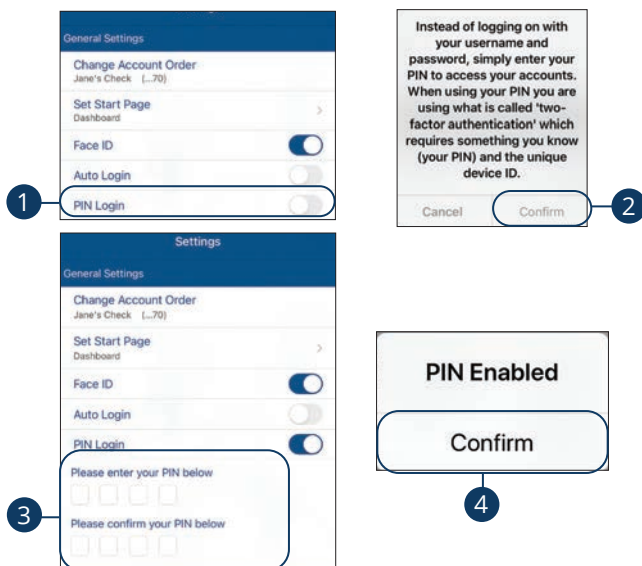 General Settings
Change Account Order
Jane's Check (...70)
Set Start Page
Dashboard
Face ID
Auto Login
1
PIN Login
Instead of logging on with
your username and
password, simply enter your
PIN to access your accounts.
When using your PIN you are
using what is called 'two-
factor authentication' which
requires something you know
(your PIN) and the unique
device ID.
Cancel Confirm
2
Settings
General Settings
Change Account Order
Jane's Check (...70)
Set Start Page
Dashboard
Face ID
Auto Login
PIN Login
Please enter your PIN below
3
Please confirm your PIN below
PIN Enabled
Confirm
4